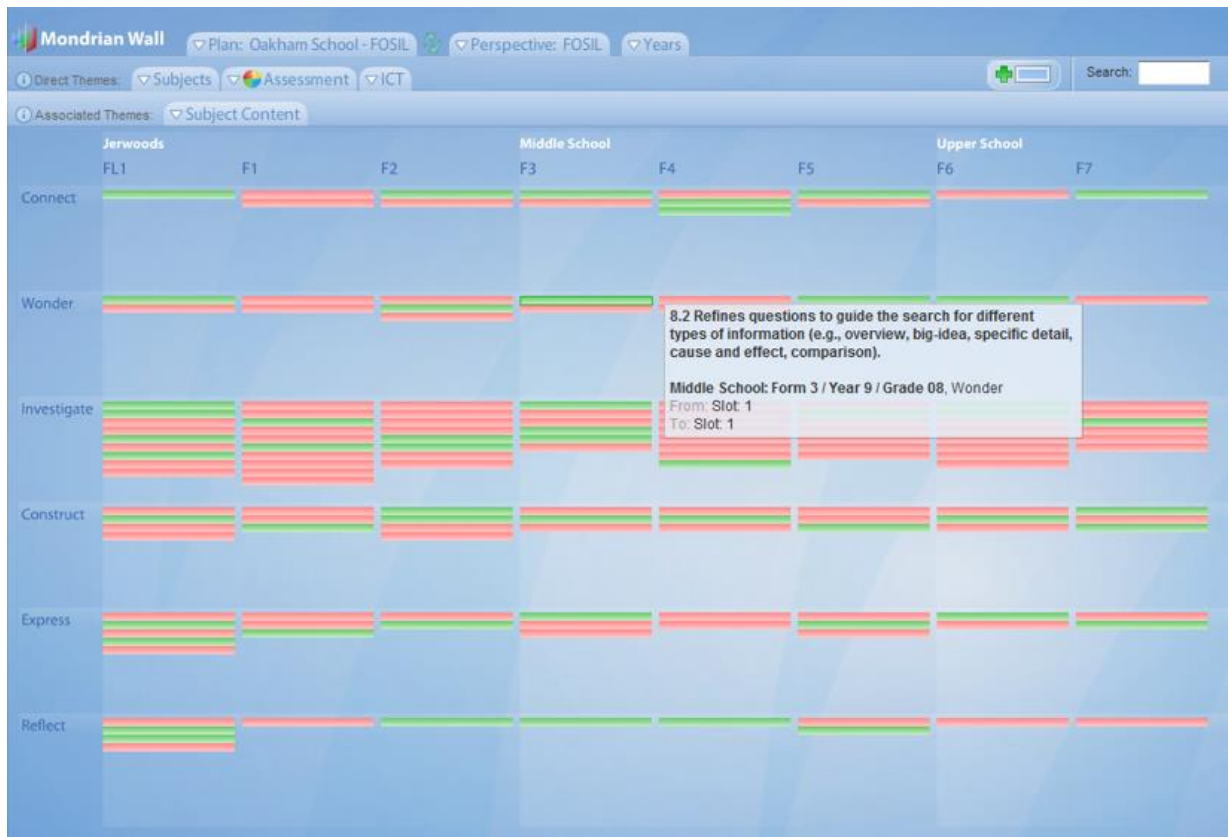 Mondrian Wall Plan: Oakham School - FOSIL Perspective: FOSIL Years
Direct Themes: Subjects Assessment ICT Search:
Associated Themes: Subject Content
Jerwoods Middle School Upper School
FL1 F1 F2 F3 F4 F5 F6 F7
Connect
Wonder
8.2 Refines questions to guide the search for different
types of information (e.g., overview, big-idea, specific detail,
cause and effect, comparison).
Middle School: Form 3 / Year 9 / Grade 08, Wonder
From: Slot: 1
To: Slot: 1
Investigate
Construct
Express
Reflect